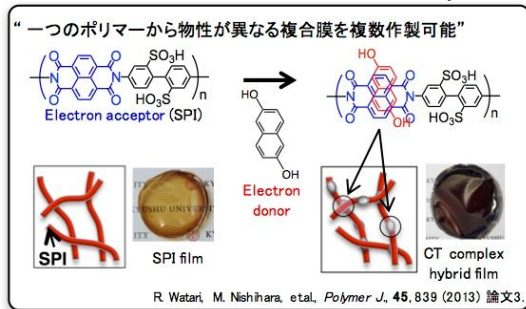 “ 一つのポリマーから物性が異なる複合膜を複数作製可能”
O O
N N
O O
SO₃H
HO₃S
n
Electron acceptor (SPI)
HO
OH
Electron
donor
HO
O O
N N
O O
OH
SO₃H
HO₃S
n
SPI
KYUSHU UNIVER
SPI film
CT complex
hybrid film
R. Watari, M. Nishihara, etal., Polymer J., 45, 839 (2013) 論文3.